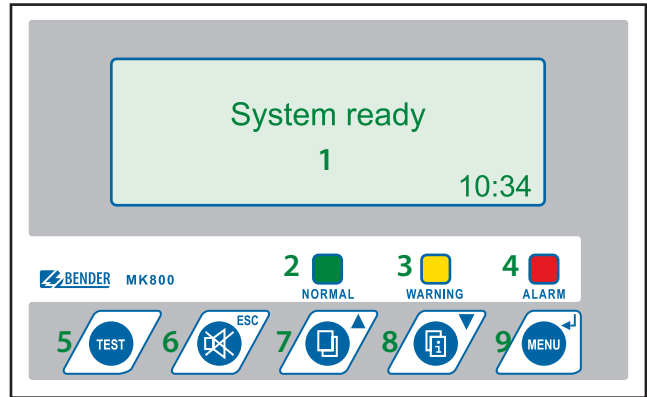 System ready
1
10:34
BENDER MK800
2 3 4
NORMAL WARNING ALARM
5 TEST 6 ESC 7 8 i 9 MENU